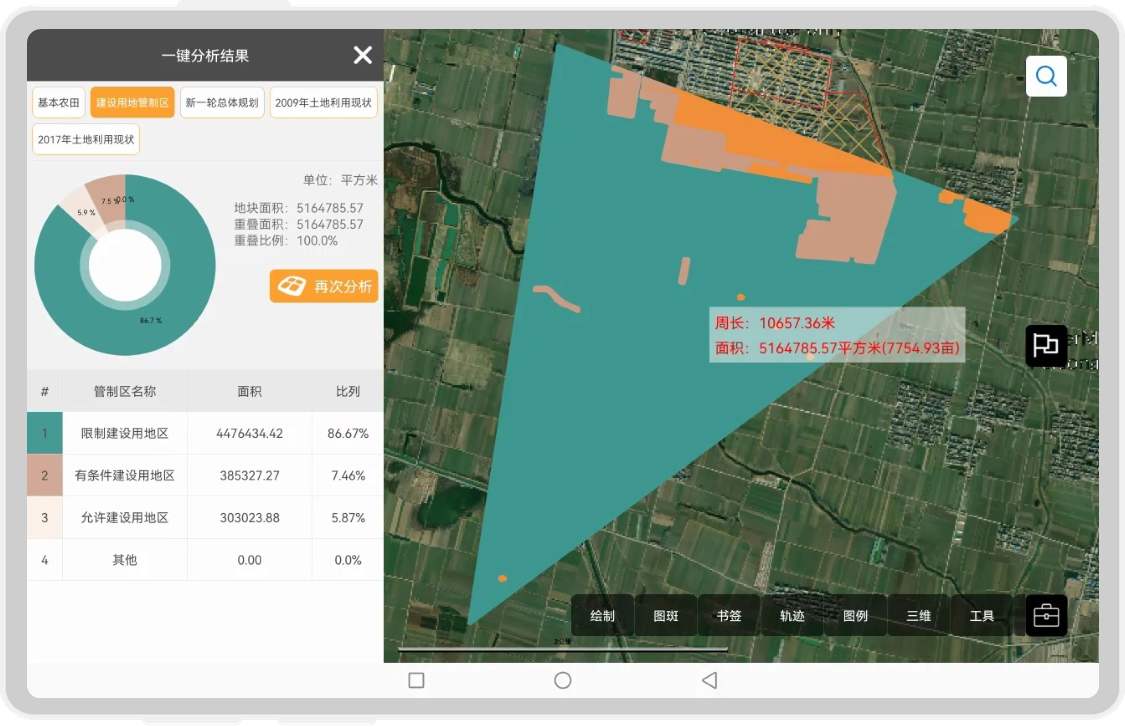 一键分析结果
基本农田
建设用地管制区
新一轮总体规划
2009年土地利用现状
2017年土地利用现状
单位：平方米
地块面积：5164785.57
重叠面积：5164785.57
重叠比例：100.0%
再次分析
7.5 %
0.0 %
5.9 %
86.7 %
# 管制区名称 面积 比列
1 限制建设用地区 4476434.42 86.67%
2 有条件建设用地区 385327.27 7.46%
3 允许建设用地区 303023.88 5.87%
4 其他 0.00 0.0%
周长：10657.36米
面积：5164785.57平方米(7754.93亩)
绘制 图斑 书签 轨迹 图例 三维 工具
2公里